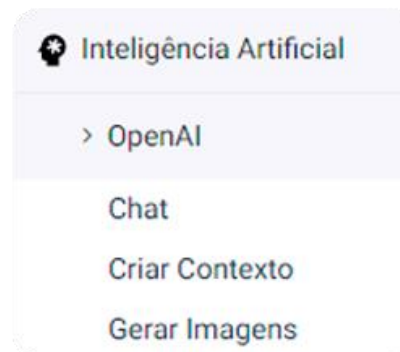 Inteligência Artificial
> OpenAI
Chat
Criar Contexto
Gerar Imagens